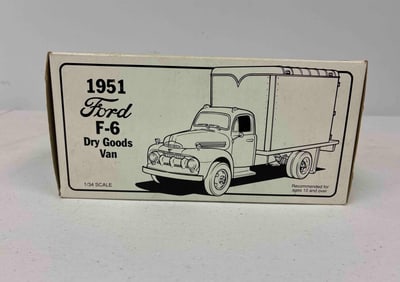 1951
Ford
F-6
Dry Goods
Van
1/34 SCALE
Recommended for
ages 10 and over